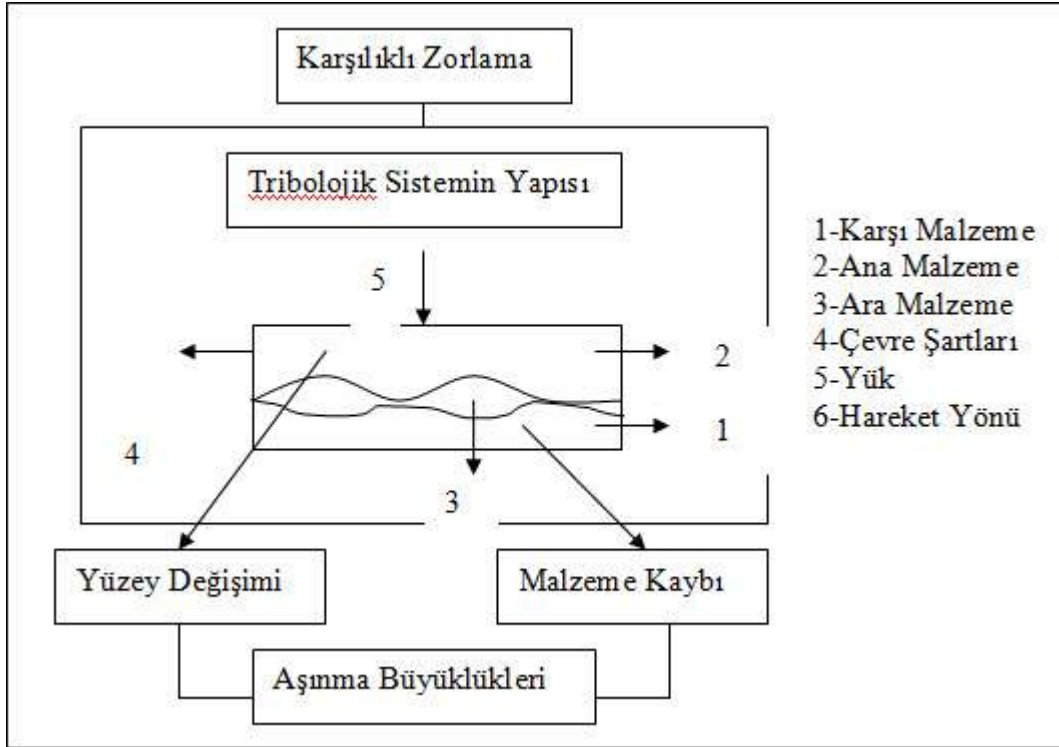 Karşılıklı Zorlama
Tribolojik Sistemin Yapısı
1-Karşı Malzeme
2-Ana Malzeme
3-Ara Malzeme
4-Çevre Şartları
5-Yük
6-Hareket Yönü
5
2
1
4
3
Yüzey Değişimi
Malzeme Kaybı
Aşınma Büyüklükleri